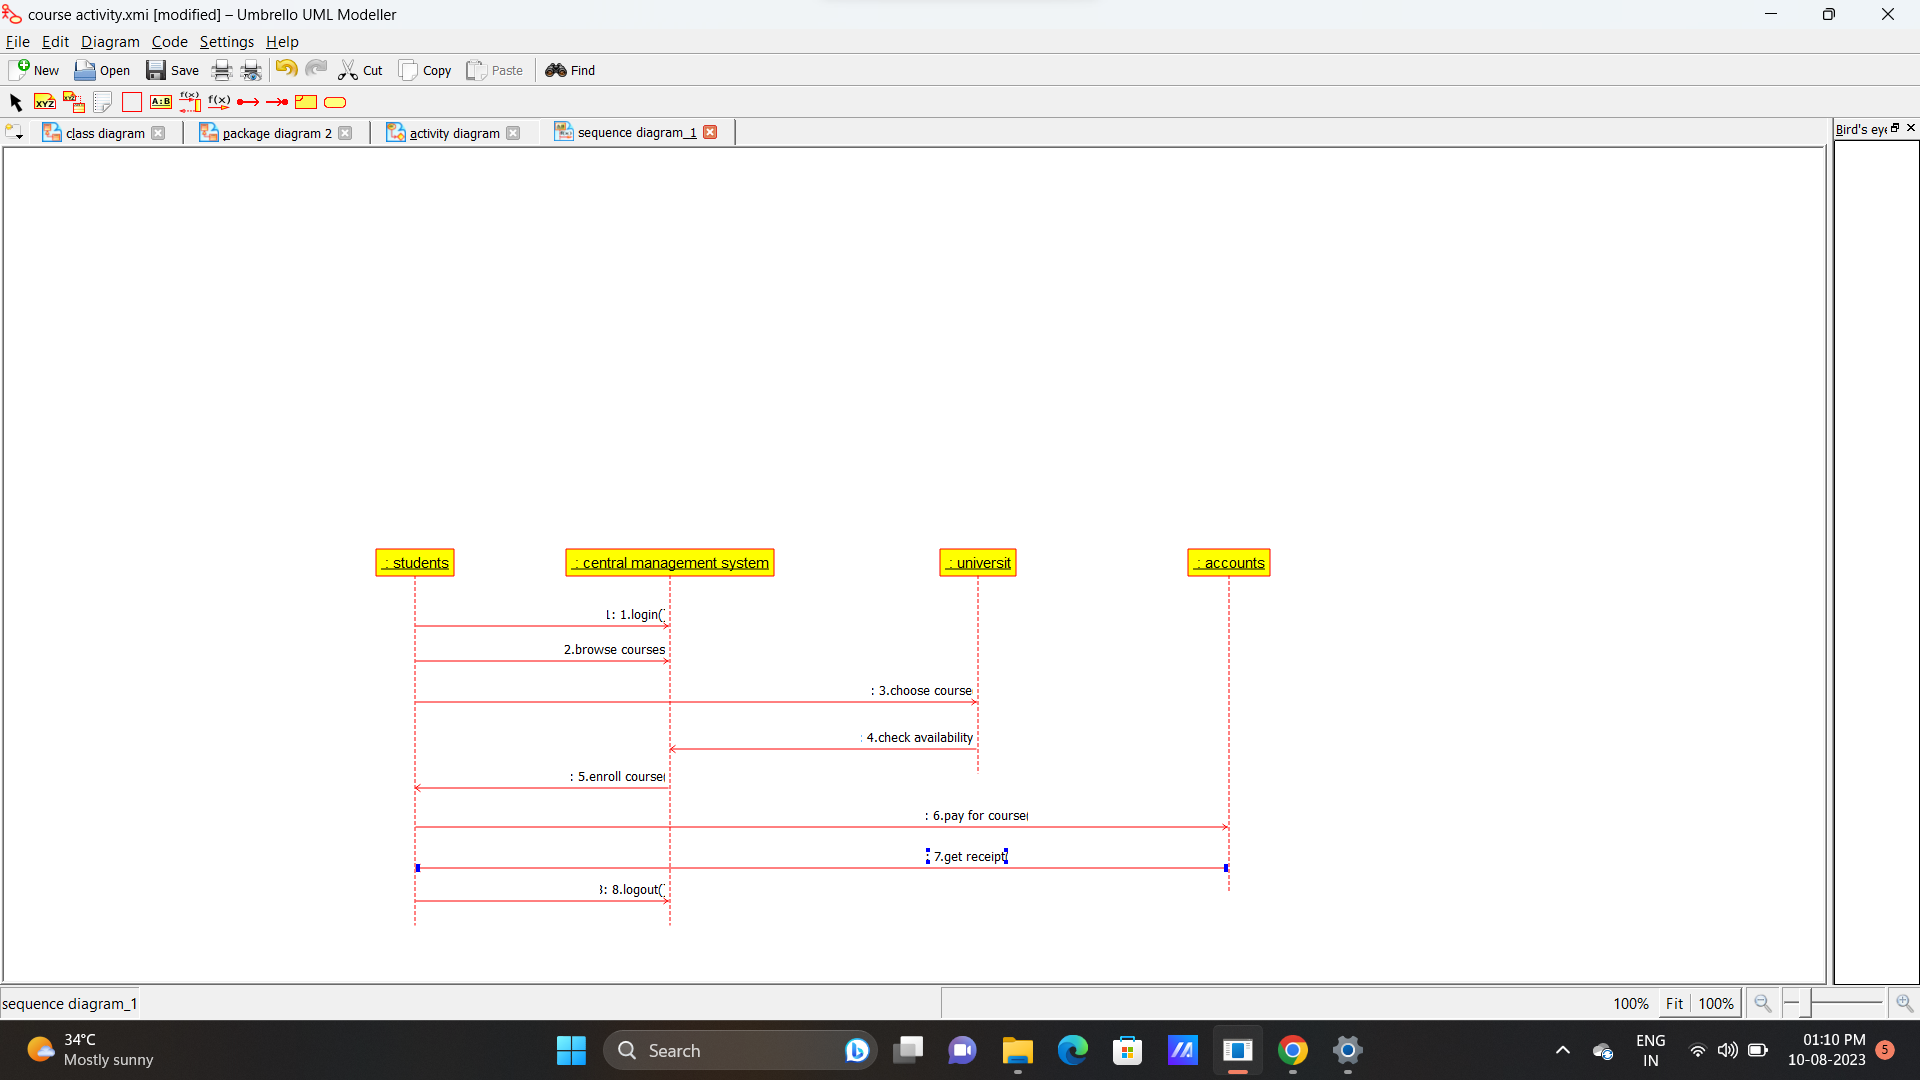 course activity.xmi [modified] – Umbrello UML Modeller
File Edit Diagram Code Settings Help
New Open Save Cut Copy Paste Find
XYZ XYZ A:B f(x) f(x)
class diagram package diagram 2 activity diagram sequence diagram_1
Bird's eye
: students : central management system : universit : accounts
1: 1.login()
2.browse courses
: 3.choose course
: 4.check availability
: 5.enroll course(
: 6.pay for course(
: 7.get receipt(
8.logout()
sequence diagram_1
100% Fit 100%
34°C
Mostly sunny
Search
ENG
IN
01:10 PM
10-08-2023
5